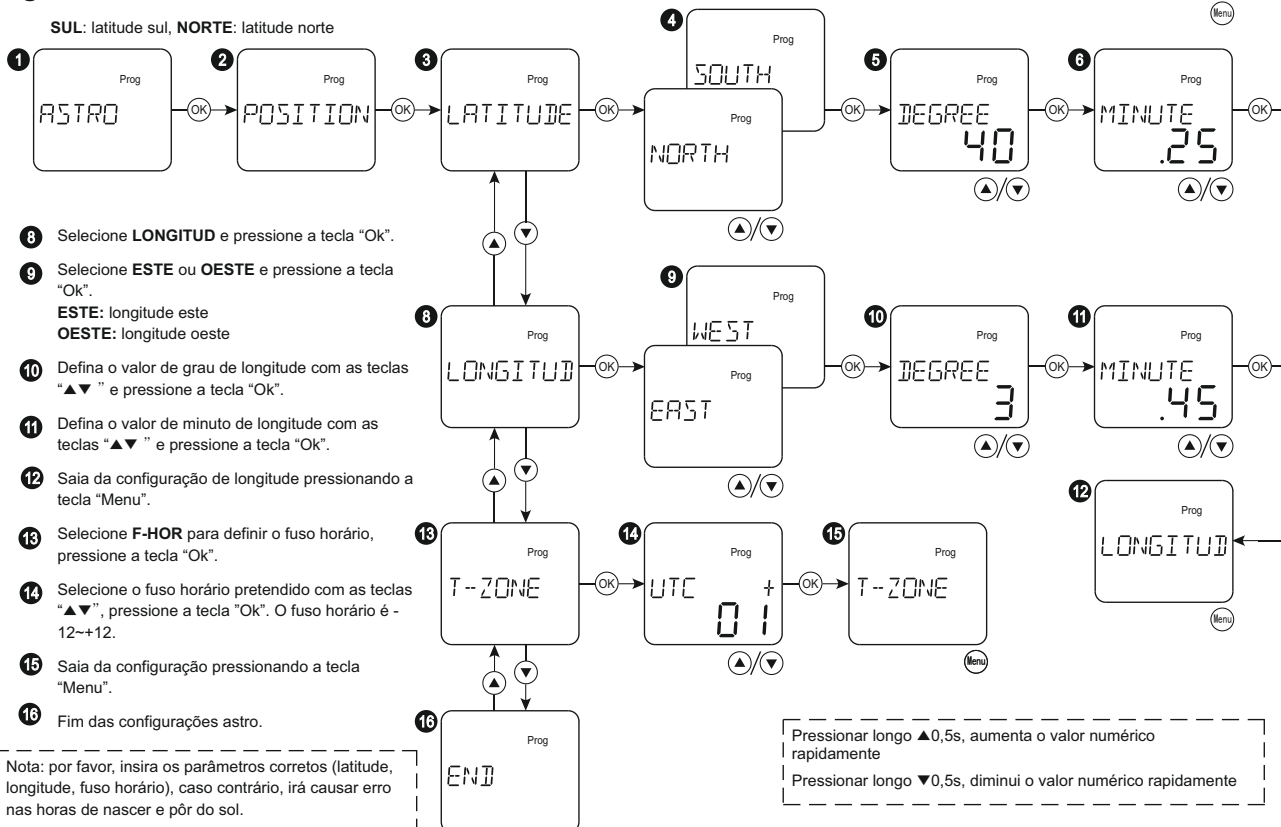 SUL: latitude sul, NORTE: latitude norte
Menu
1
Prog
ASTRO
OK
2
Prog
POSITION
OK
3
Prog
LATITUDE
OK
4
Prog
SOUTH
Prog
NORTH
▲/▼
OK
5
Prog
DEGREE
40
▲/▼
OK
6
Prog
MINUTE
.25
▲/▼
OK
▲
▼
8 Selecione LONGITUD e pressione a tecla “Ok”.
9 Selecione ESTE ou OESTE e pressione a tecla
“Ok”.
ESTE: longitude este
OESTE: longitude oeste
10 Defina o valor de grau de longitude com as teclas
“▲▼ ” e pressione a tecla “Ok”.
11 Defina o valor de minuto de longitude com as
teclas “▲▼ ” e pressione a tecla “Ok”.
12 Saia da configuração de longitude pressionando a
tecla “Menu”.
13 Selecione F-HOR para definir o fuso horário,
pressione a tecla “Ok”.
14 Selecione o fuso horário pretendido com as teclas
“▲▼”, pressione a tecla ”Ok”. O fuso horário é -
12~+12.
15 Saia da configuração pressionando a tecla
“Menu”.
16 Fim das configurações astro.
Nota: por favor, insira os parâmetros corretos (latitude,
longitude, fuso horário), caso contrário, irá causar erro
nas horas de nascer e pôr do sol.
8
Prog
LONGITUD
OK
9
Prog
WEST
Prog
EAST
▲/▼
OK
10
Prog
DEGREE
3
▲/▼
OK
11
Prog
MINUTE
.45
▲/▼
OK
12
Prog
LONGITUD
Menu
▲
▼
13
Prog
T-ZONE
OK
14
Prog
UTC +
01
▲/▼
OK
15
Prog
T-ZONE
Menu
▲
▼
16
Prog
END
Pressionar longo ▲0,5s, aumenta o valor numérico
rapidamente
Pressionar longo ▼0,5s, diminui o valor numérico rapidamente